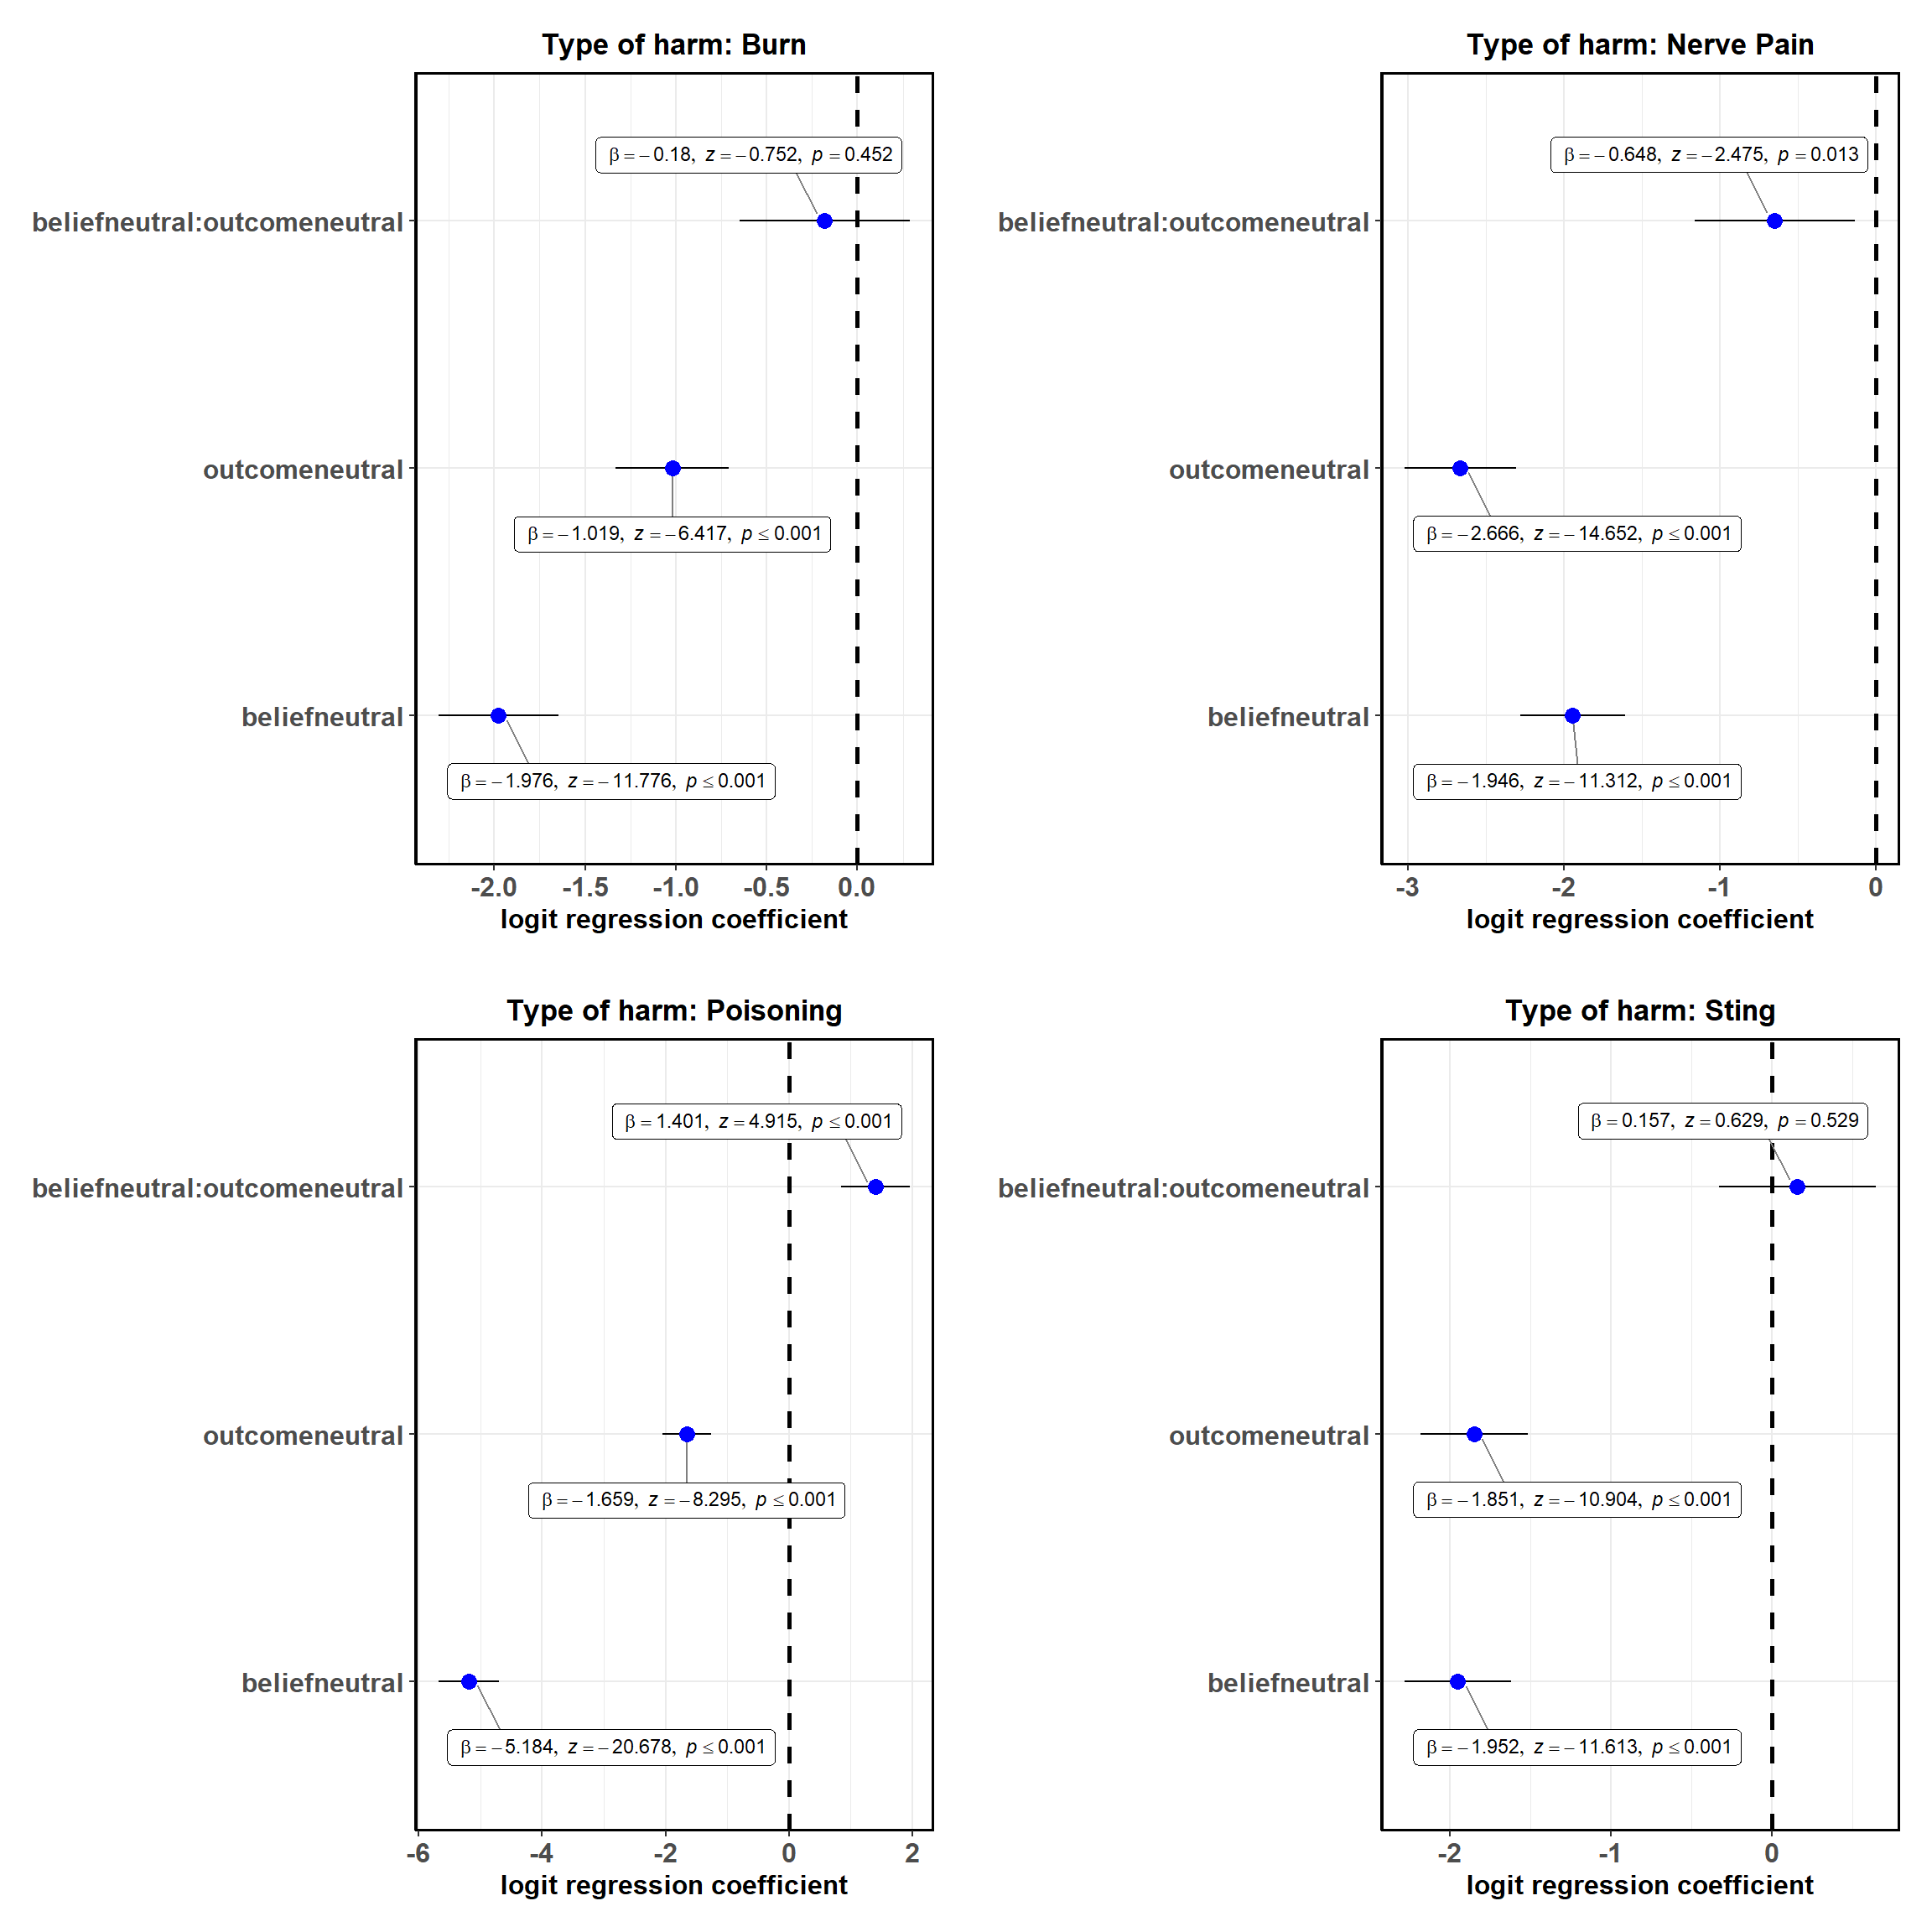 Type of harm: Burn
β = −0.18, z = −0.752, p = 0.452
beliefneutral:outcomeneutral
outcomeneutral
β = −1.019, z = −6.417, p ≤ 0.001
beliefneutral
β = −1.976, z = −11.776, p ≤ 0.001
-2.0 -1.5 -1.0 -0.5 0.0
logit regression coefficient
Type of harm: Nerve Pain
β = −0.648, z = −2.475, p = 0.013
beliefneutral:outcomeneutral
outcomeneutral
β = −2.666, z = −14.652, p ≤ 0.001
beliefneutral
β = −1.946, z = −11.312, p ≤ 0.001
-3 -2 -1 0
logit regression coefficient
Type of harm: Poisoning
β = 1.401, z = 4.915, p ≤ 0.001
beliefneutral:outcomeneutral
outcomeneutral
β = −1.659, z = −8.295, p ≤ 0.001
beliefneutral
β = −5.184, z = −20.678, p ≤ 0.001
-6 -4 -2 0 2
logit regression coefficient
Type of harm: Sting
β = 0.157, z = 0.629, p = 0.529
beliefneutral:outcomeneutral
outcomeneutral
β = −1.851, z = −10.904, p ≤ 0.001
beliefneutral
β = −1.952, z = −11.613, p ≤ 0.001
-2 -1 0
logit regression coefficient